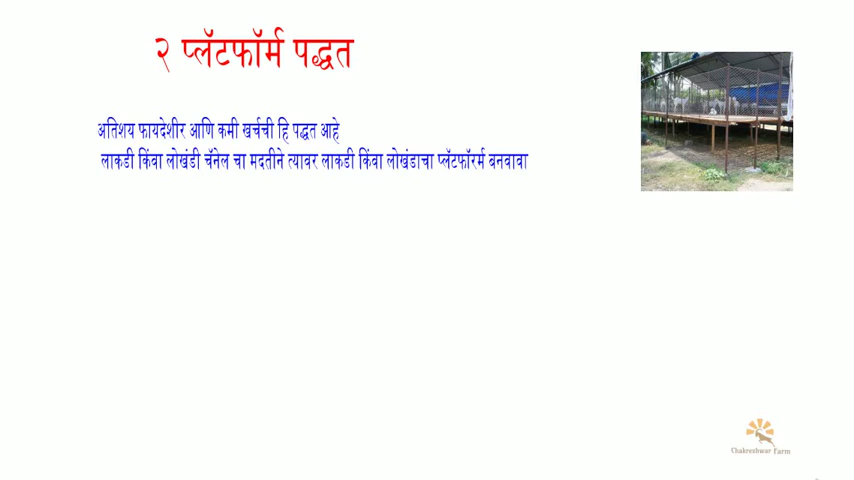 २ प्लॅटफॉर्म पद्धत
अतिशय फायदेशीर आणि कमी खर्चची हि पद्धत आहे
लाकडी किंवा लोखंडी चॅनेल चा मदतीने त्यावर लाकडी किंवा लोखंडाचा प्लॅटफॉरर्म बनवावा
Chakreshwar Farm